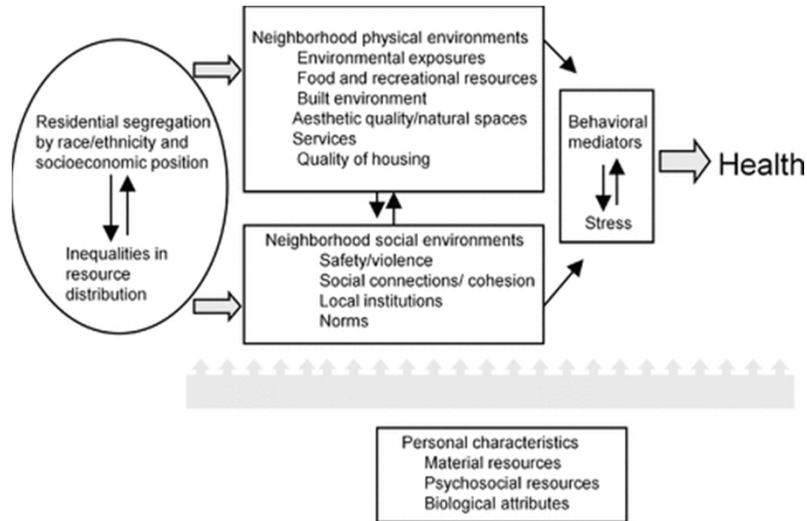 Residential segregation
by race/ethnicity and
socioeconomic position
Inequalities in
resource
distribution
Neighborhood physical environments
Environmental exposures
Food and recreational resources
Built environment
Aesthetic quality/natural spaces
Services
Quality of housing
Neighborhood social environments
Safety/violence
Social connections/ cohesion
Local institutions
Norms
Behavioral
mediators
Stress
Health
Personal characteristics
Material resources
Psychosocial resources
Biological attributes